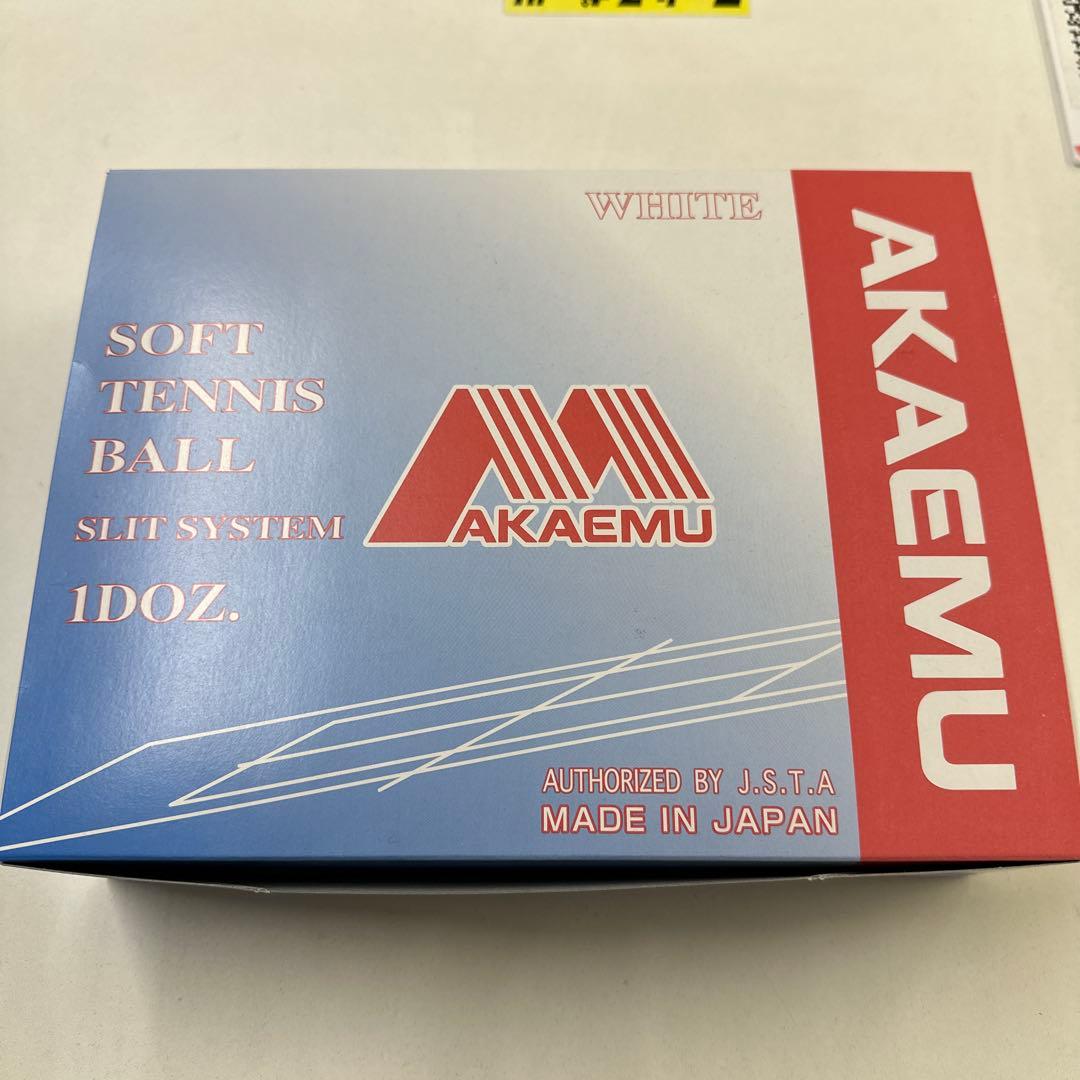 WHITE
SOFT
TENNIS
BALL
SLIT SYSTEM
1DOZ.
AKAEMU
AUTHORIZED BY J.S.T.A
MADE IN JAPAN
AKAEMU